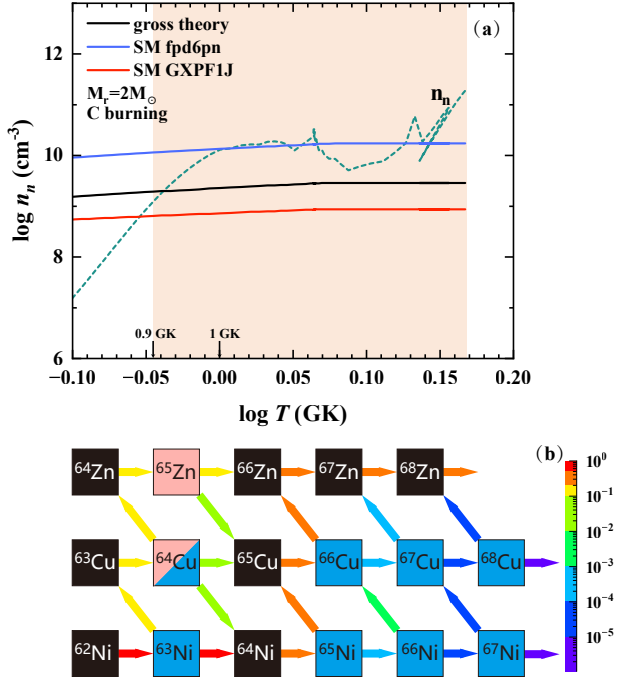 (a)
gross theory
SM fpd6pn
SM GXPF1J
M_r=2M_⊙
C burning
n_n
12
10
8
6
log n_n (cm⁻³)
0.9 GK
1 GK
−0.10
−0.05
0.00
0.05
0.10
0.15
0.20
log T (GK)
(b)
⁶⁴Zn ⁶⁵Zn ⁶⁶Zn ⁶⁷Zn ⁶⁸Zn
⁶³Cu ⁶⁴Cu ⁶⁵Cu ⁶⁶Cu ⁶⁷Cu ⁶⁸Cu
⁶²Ni ⁶³Ni ⁶⁴Ni ⁶⁵Ni ⁶⁶Ni ⁶⁷Ni
10⁰
10⁻¹
10⁻²
10⁻³
10⁻⁴
10⁻⁵